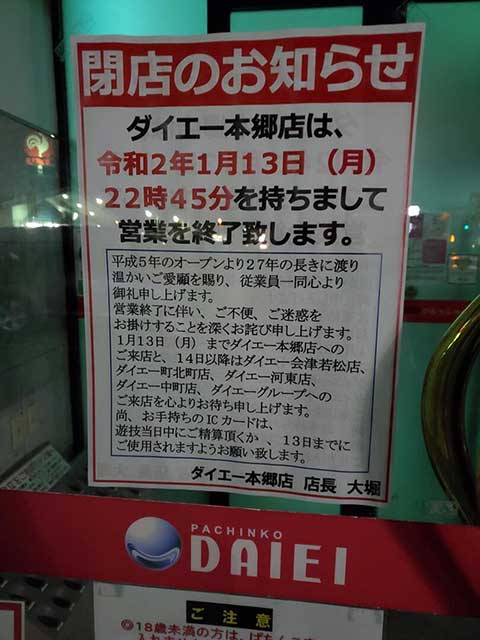 閉店のお知らせ
ダイエー本郷店は、
令和2年1月13日（月）
22時45分を持ちまして
営業を終了致します。
平成5年のオープンより27年の長きに渡り
温かいご愛顧を賜り、従業員一同心より
御礼申し上げます。
営業終了に伴い、ご不便、ご迷惑を
お掛けすることを深くお詫び申し上げます。
1月13日（月）までダイエー本郷店への
ご来店と、14日以降はダイエー会津若松店、
ダイエー町北町店、ダイエー河東店、
ダイエー中町店、ダイエーグループへの
ご来店を心よりお待ち申し上げます。
尚、お手持ちのICカードは、
遊技当日中にご精算頂くか、13日までに
ご使用されますようお願い致します。
ダイエー本郷店 店長 大堀
PACHINKO
DAIEI
ご注意
◎18歳未満の方は、ぱちんこ